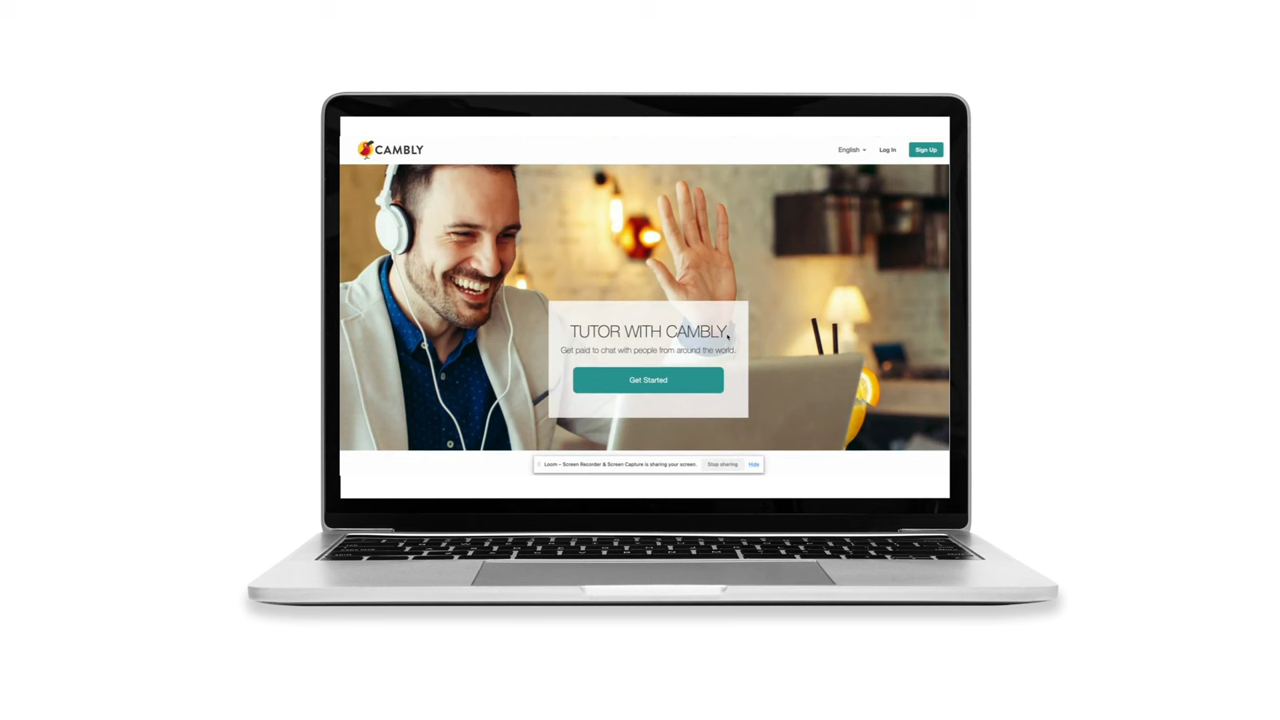 CAMBLY
English
Log In
Sign Up
TUTOR WITH CAMBLY
Get paid to chat with people from around the world.
Get Started
Loom – Screen Recorder & Screen Capture is sharing your screen.
Stop sharing
Hide